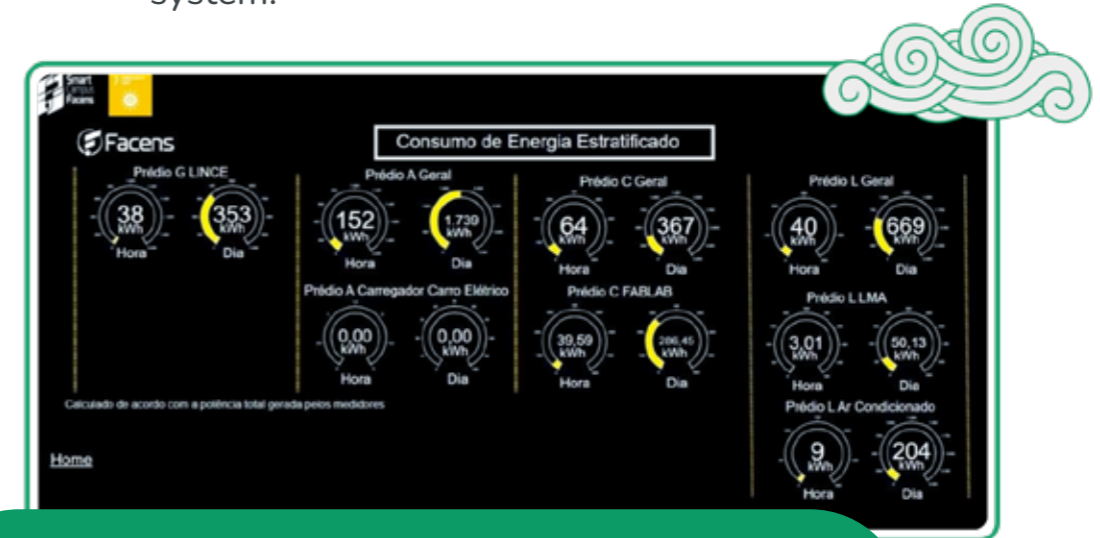 system.
Smart
Campus
Facens
Facens
Consumo de Energia Estratificado
Prédio G LINCE
38
kWh
Hora
353
kWh
Dia
Prédio A Geral
152
kWh
Hora
1.739
kWh
Dia
Prédio A Carregador Carro Elétrico
0,00
kWh
Hora
0,00
kWh
Dia
Prédio C Geral
64
kWh
Hora
367
kWh
Dia
Prédio C FABLAB
39,59
kWh
Hora
286,45
kWh
Dia
Prédio L Geral
40
kWh
Hora
669
kWh
Dia
Prédio L LMA
3,01
kWh
Hora
50,13
kWh
Dia
Prédio L Ar Condicionado
9
kWh
Hora
204
kWh
Dia
Calculado de acordo com a potência total gerada pelos medidores
Home